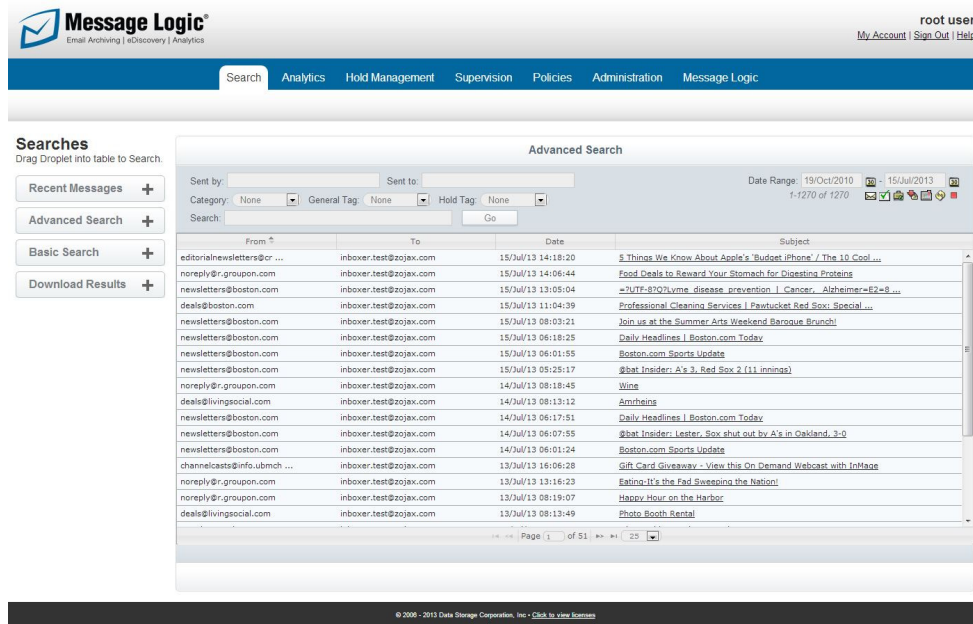 Message Logic®
Email Archiving | eDiscovery | Analytics
root user
My Account | Sign Out | Help
Search Analytics Hold Management Supervision Policies Administration Message Logic
Searches
Drag Droplet into table to Search.
Recent Messages +
Advanced Search +
Basic Search +
Download Results +
Advanced Search
Sent by: Sent to: Date Range: 19/Oct/2010 - 15/Jul/2013
Category: None General Tag: None Hold Tag: None 1-1270 of 1270
Search: Go
From To Date Subject
editorialnewsletters@cr ... inboxer.test@zojax.com 15/Jul/13 14:18:20 5 Things We Know About Apple's 'Budget iPhone' / The 10 Cool ...
noreply@r.groupon.com inboxer.test@zojax.com 15/Jul/13 14:06:44 Food Deals to Reward Your Stomach for Digesting Proteins
newsletters@boston.com inboxer.test@zojax.com 15/Jul/13 13:05:04 =?UTF-8?Q?Lyme disease prevention | Cancer, Alzheimer=E2=8 ...
deals@boston.com inboxer.test@zojax.com 15/Jul/13 11:04:39 Professional Cleaning Services | Pawtucket Red Sox: Special ...
newsletters@boston.com inboxer.test@zojax.com 15/Jul/13 08:03:21 Join us at the Summer Arts Weekend Baroque Brunch!
newsletters@boston.com inboxer.test@zojax.com 15/Jul/13 06:18:25 Daily Headlines | Boston.com Today
newsletters@boston.com inboxer.test@zojax.com 15/Jul/13 06:01:55 Boston.com Sports Update
newsletters@boston.com inboxer.test@zojax.com 15/Jul/13 05:25:17 @bat Insider: A's 3, Red Sox 2 (11 innings)
noreply@r.groupon.com inboxer.test@zojax.com 14/Jul/13 08:18:45 Wine
deals@livingsocial.com inboxer.test@zojax.com 14/Jul/13 08:13:12 Amrheins
newsletters@boston.com inboxer.test@zojax.com 14/Jul/13 06:17:51 Daily Headlines | Boston.com Today
newsletters@boston.com inboxer.test@zojax.com 14/Jul/13 06:07:55 @bat Insider: Lester, Sox shut out by A's in Oakland, 3-0
newsletters@boston.com inboxer.test@zojax.com 14/Jul/13 06:01:24 Boston.com Sports Update
channelcasts@info.ubmch ... inboxer.test@zojax.com 13/Jul/13 16:06:28 Gift Card Giveaway - View this On Demand Webcast with InMage
noreply@r.groupon.com inboxer.test@zojax.com 13/Jul/13 13:16:23 Eating-It's the Fad Sweeping the Nation!
noreply@r.groupon.com inboxer.test@zojax.com 13/Jul/13 08:19:07 Happy Hour on the Harbor
deals@livingsocial.com inboxer.test@zojax.com 13/Jul/13 08:13:49 Photo Booth Rental
Page 1 of 51 25
© 2006 - 2013 Data Storage Corporation, Inc • Click to view licenses